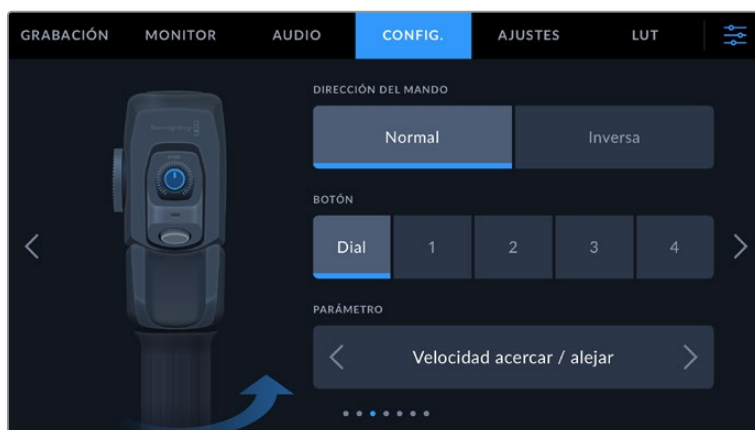 GRABACIÓN MONITOR AUDIO CONFIG. AJUSTES LUT
DIRECCIÓN DEL MANDO
Normal Inversa
BOTÓN
Dial 1 2 3 4
PARÁMETRO
Velocidad acercar / alejar